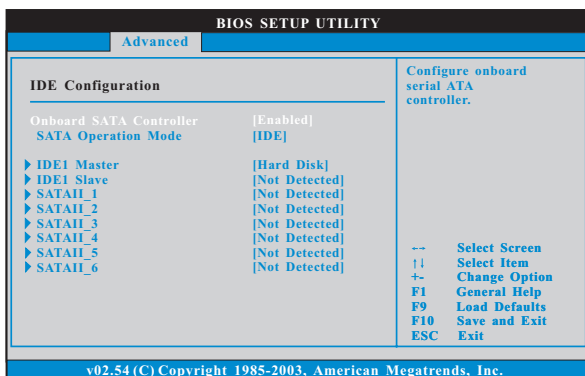 BIOS SETUP UTILITY
Advanced
IDE Configuration
Onboard SATA Controller [Enabled]
SATA Operation Mode [IDE]
IDE1 Master [Hard Disk]
IDE1 Slave [Not Detected]
SATAII_1 [Not Detected]
SATAII_2 [Not Detected]
SATAII_3 [Not Detected]
SATAII_4 [Not Detected]
SATAII_5 [Not Detected]
SATAII_6 [Not Detected]
Configure onboard
serial ATA
controller.
←→ Select Screen
↑↓ Select Item
+- Change Option
F1 General Help
F9 Load Defaults
F10 Save and Exit
ESC Exit
v02.54 (C) Copyright 1985-2003, American Megatrends, Inc.